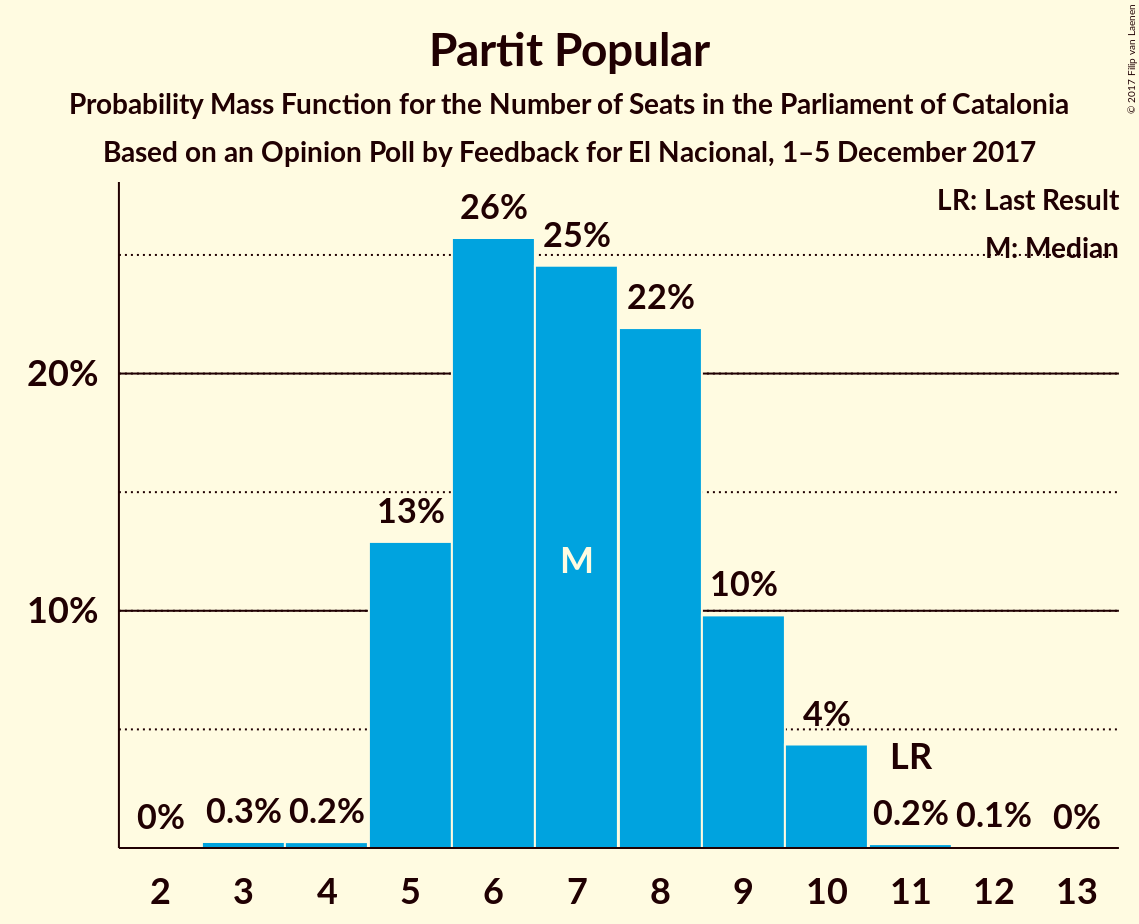 Partit Popular
Probability Mass Function for the Number of Seats in the Parliament of Catalonia
Based on an Opinion Poll by Feedback for El Nacional, 1–5 December 2017
© 2017 Filip van Laenen
LR: Last Result
M: Median
26%
25%
22%
20%
13%
M
10%
10%
4%
LR
0%
0.3%
0.2%
0.2%
0.1%
0%
2 3 4 5 6 7 8 9 10 11 12 13